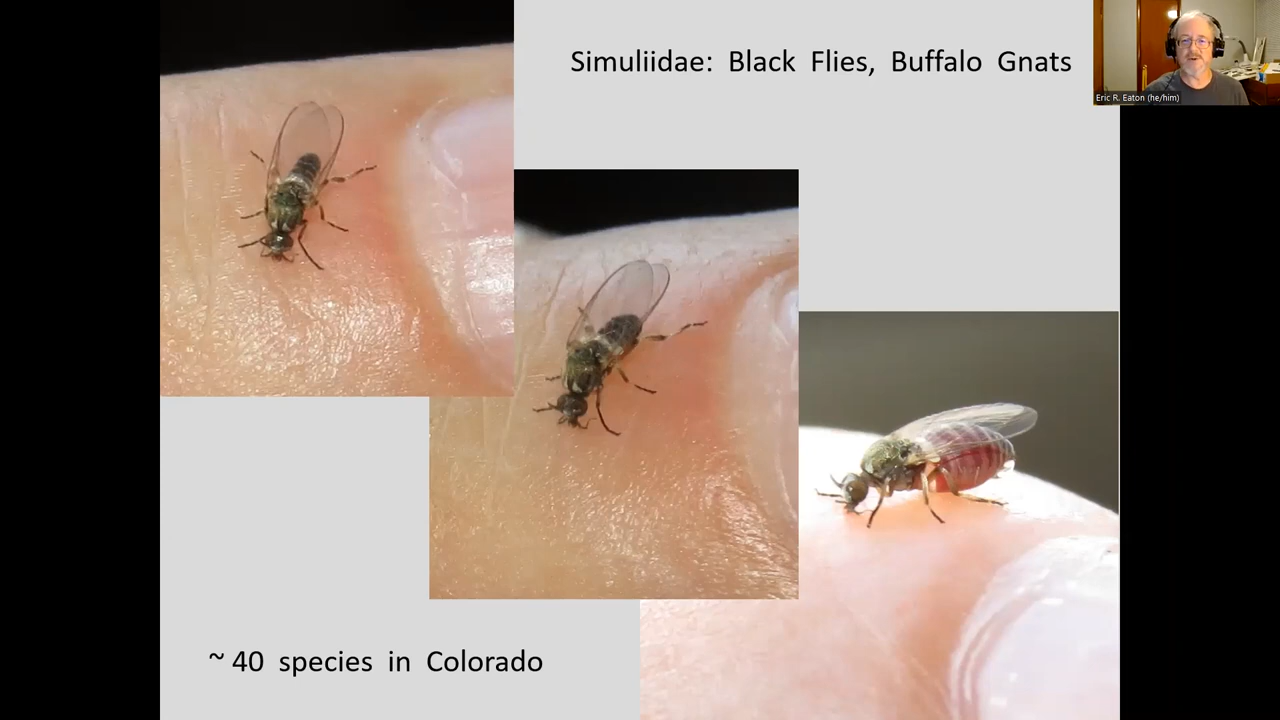 Simuliidae: Black Flies, Buffalo Gnats
Eric R. Eaton (he/him)
~ 40 species in Colorado